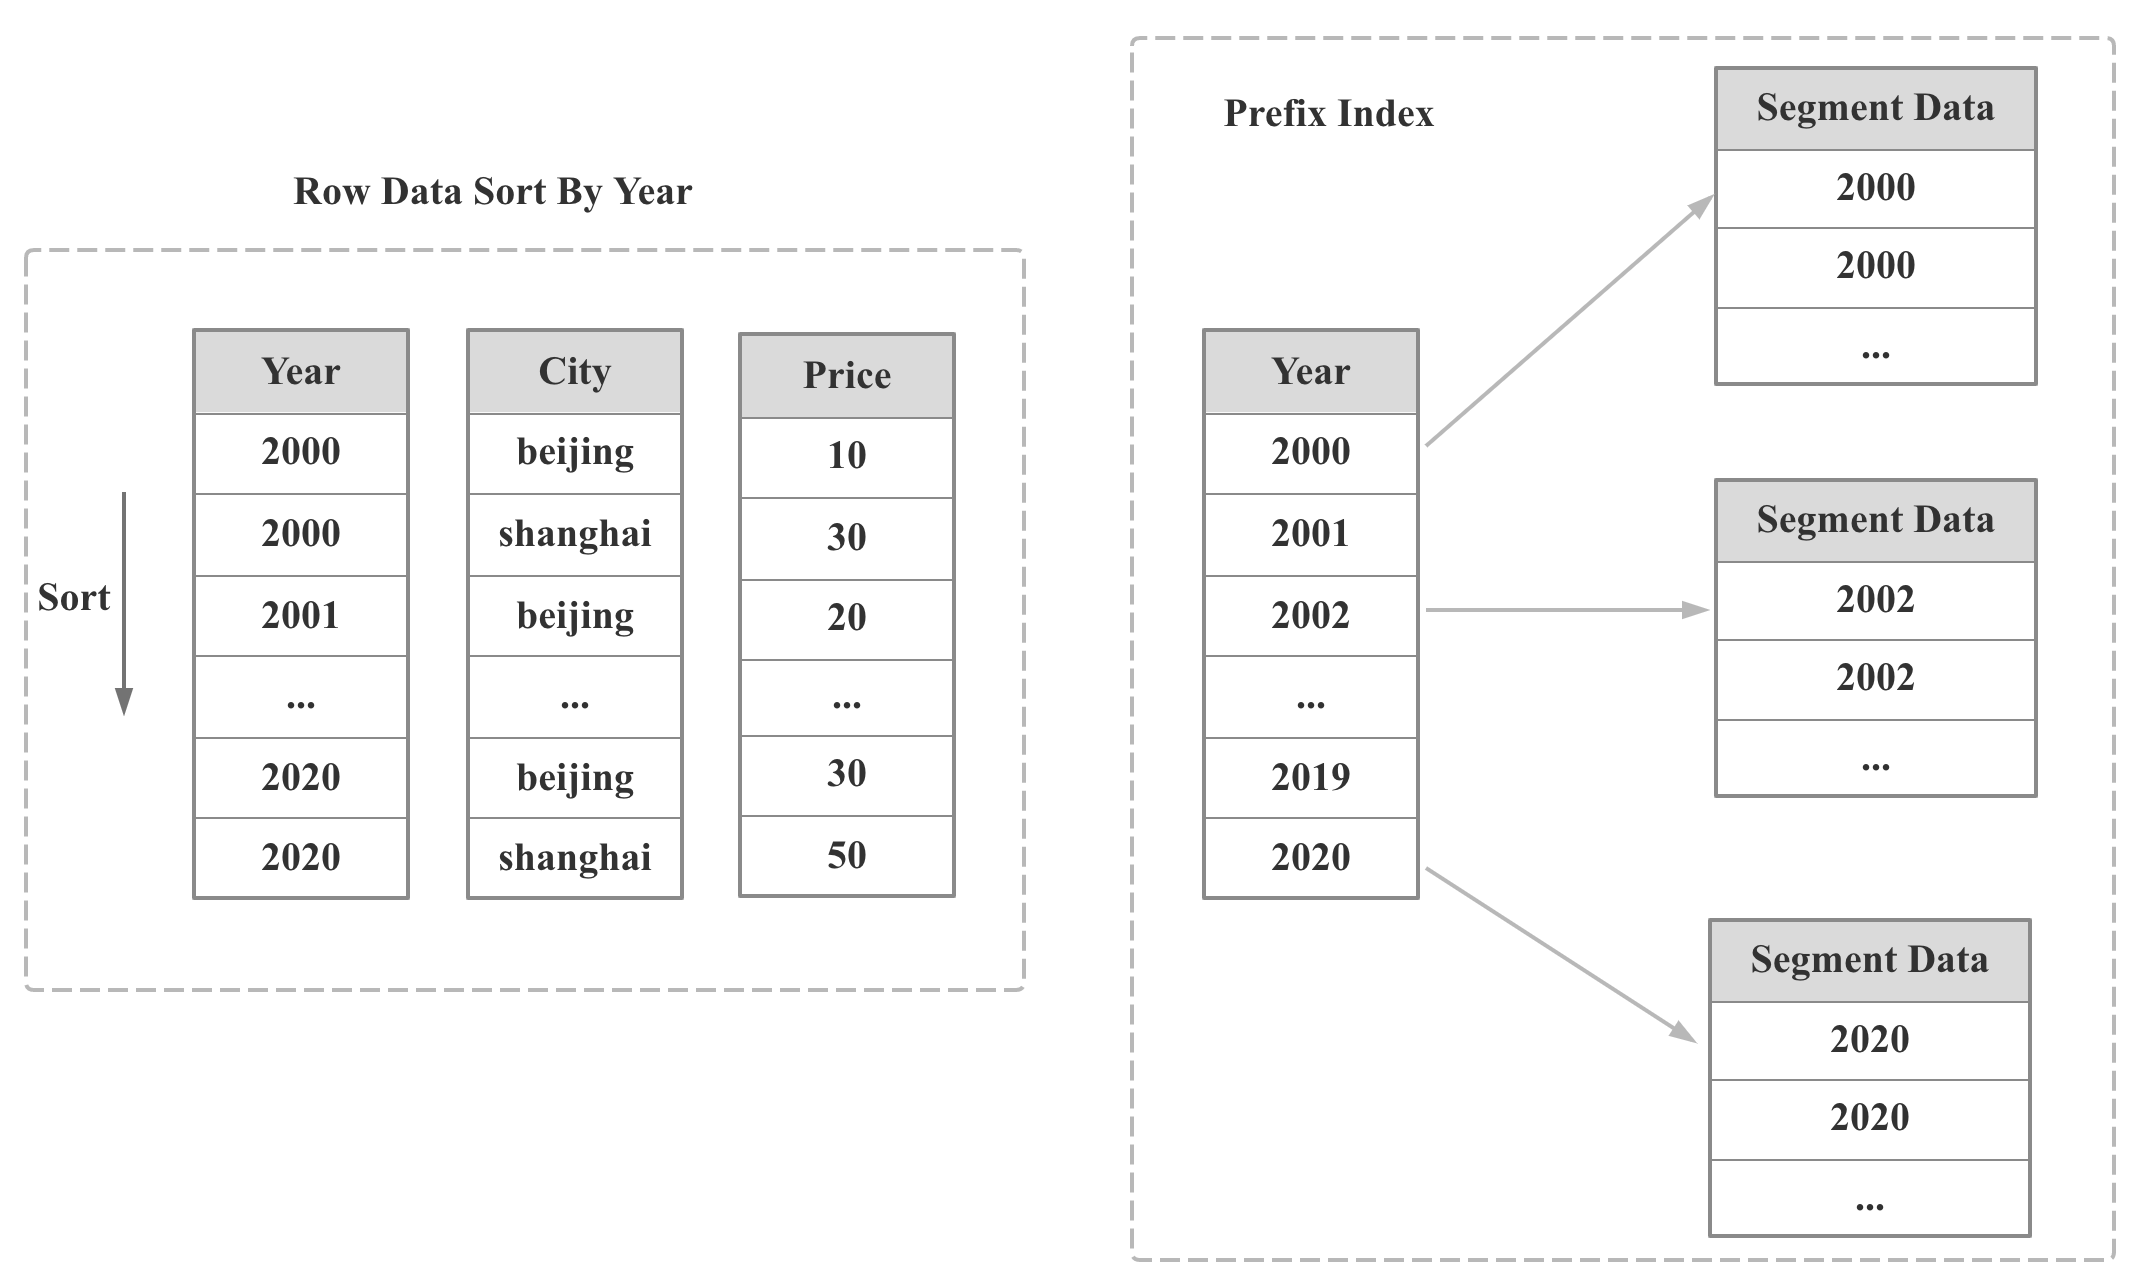 Row Data Sort By Year
Sort
Year City Price
2000 beijing 10
2000 shanghai 30
2001 beijing 20
... ... ...
2020 beijing 30
2020 shanghai 50
Prefix Index
Year
2000
2001
2002
...
2019
2020
Segment Data
2000
2000
...
Segment Data
2002
2002
...
Segment Data
2020
2020
...